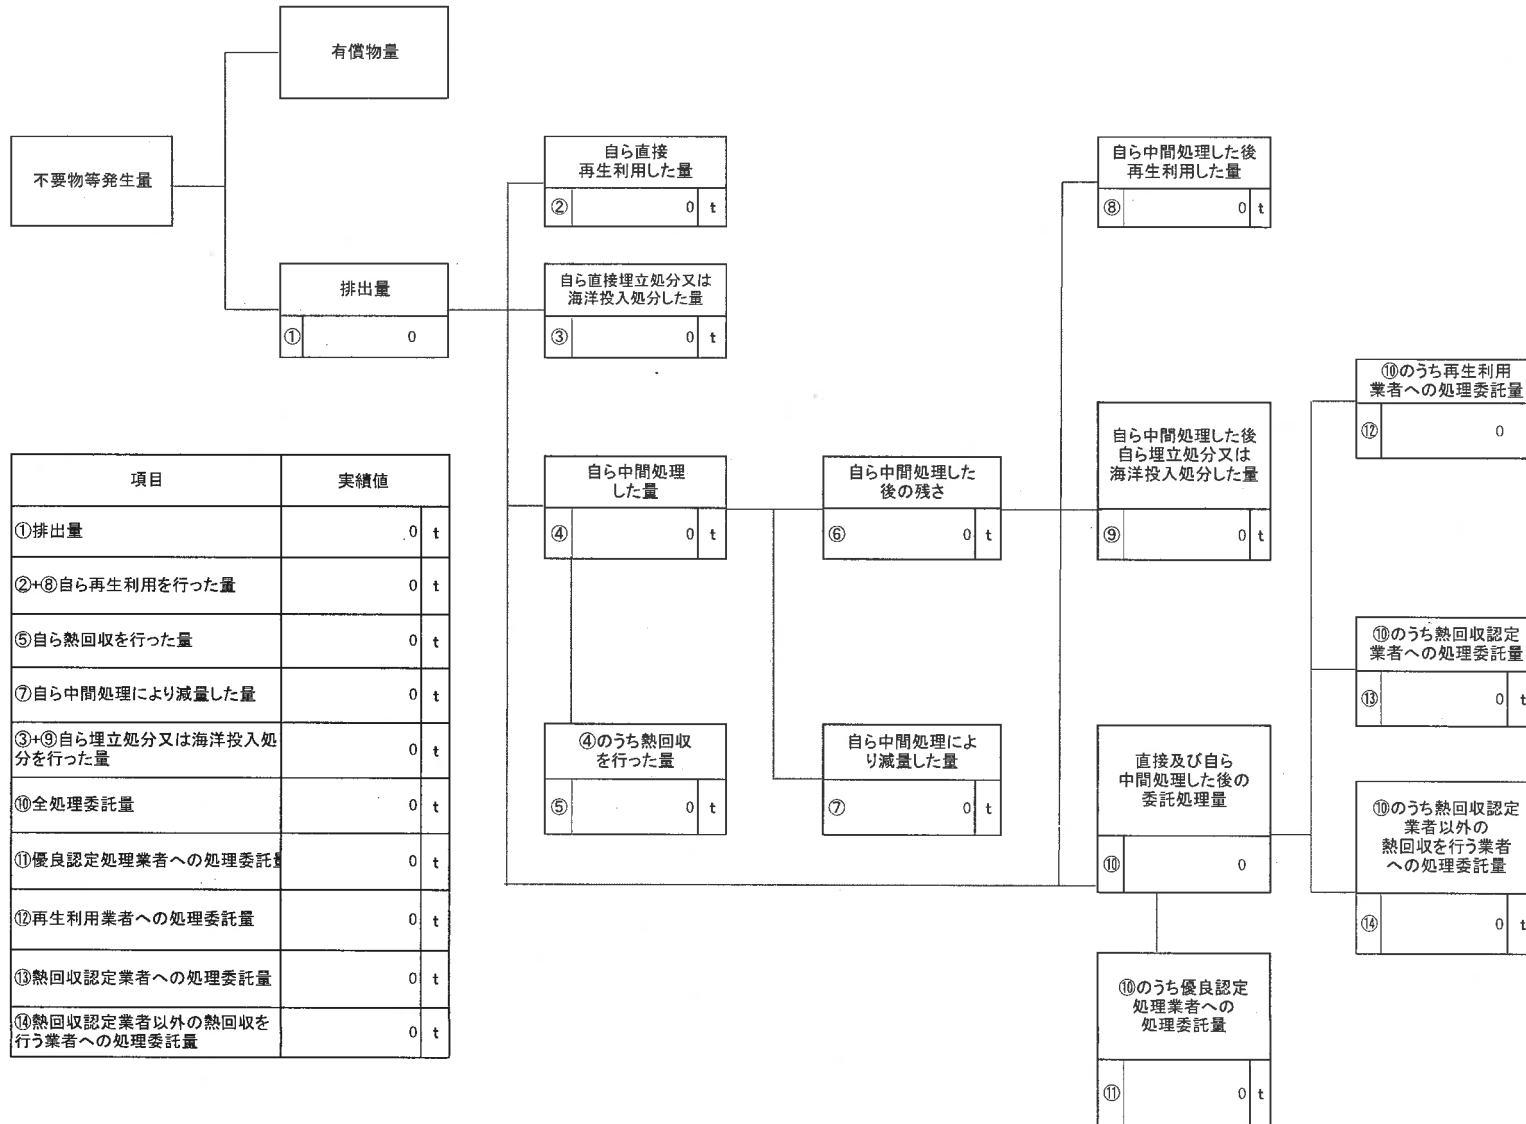 有償物量
不要物等発生量
排出量
① 0
自ら直接
再生利用した量
② 0 t
自ら直接埋立処分又は
海洋投入処分した量
③ 0 t
自ら中間処理
した量
④ 0 t
④のうち熱回収
を行った量
⑤ 0 t
自ら中間処理した
後の残さ
⑥ 0 t
自ら中間処理によ
り減量した量
⑦ 0 t
自ら中間処理した後
再生利用した量
⑧ 0 t
自ら中間処理した後
自ら埋立処分又は
海洋投入処分した量
⑨ 0 t
直接及び自ら
中間処理した後の
委託処理量
⑩ 0
⑩のうち優良認定
処理業者への
処理委託量
⑪ 0 t
⑩のうち再生利用
業者への処理委託量
⑫ 0
⑩のうち熱回収認定
業者への処理委託量
⑬ 0 t
⑩のうち熱回収認定
業者以外の
熱回収を行う業者
への処理委託量
⑭ 0 t
項目 実績値
①排出量 0 t
②+⑧自ら再生利用を行った量 0 t
⑤自ら熱回収を行った量 0 t
⑦自ら中間処理により減量した量 0 t
③+⑨自ら埋立処分又は海洋投入処
分を行った量 0 t
⑩全処理委託量 0 t
⑪優良認定処理業者への処理委託量 0 t
⑫再生利用業者への処理委託量 0 t
⑬熱回収認定業者への処理委託量 0 t
⑭熱回収認定業者以外の熱回収を
行う業者への処理委託量 0 t